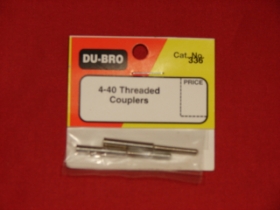 DU-BRO
Cat. No.
336
4-40 Threaded
Couplers
PRICE